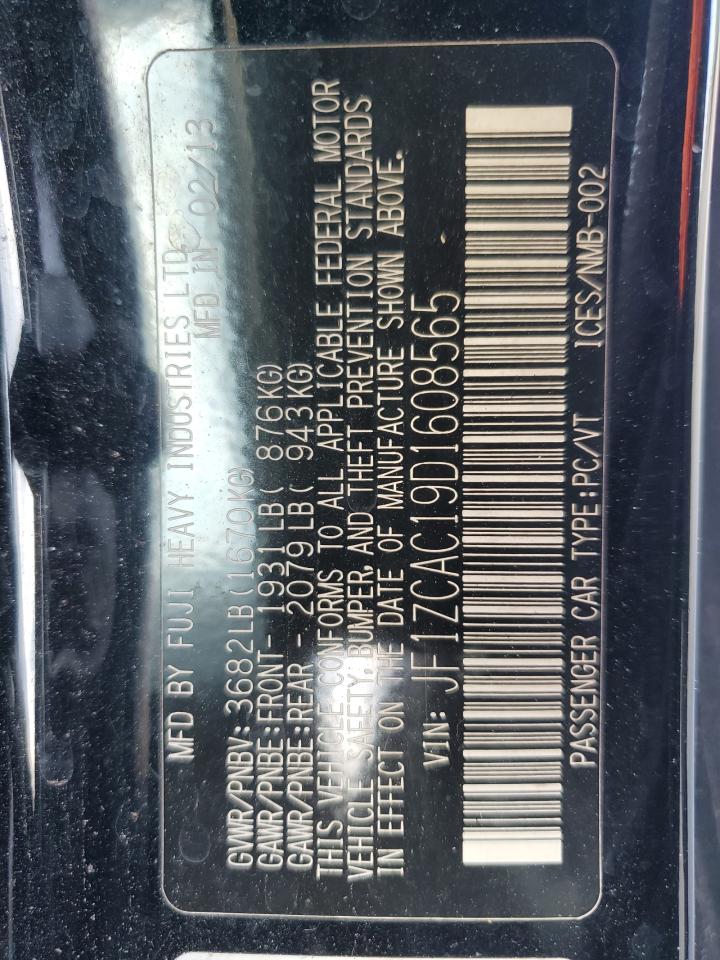 MFD BY FUJI HEAVY INDUSTRIES LTD.
MFD IN 02/13
GVWR/PNBV: 3682LB(1670KG)
GAWR/PNBE:FRONT- 1931LB( 876KG)
GAWR/PNBE:REAR - 2079LB( 943KG)
THIS VEHICLE CONFORMS TO ALL APPLICABLE FEDERAL MOTOR
VEHICLE SAFETY, BUMPER, AND THEFT PREVENTION STANDARDS
IN EFFECT ON THE DATE OF MANUFACTURE SHOWN ABOVE.
VIN: JF1ZCAC19D1608565
PASSENGER CAR TYPE:PC/VT ICES/NMB-002